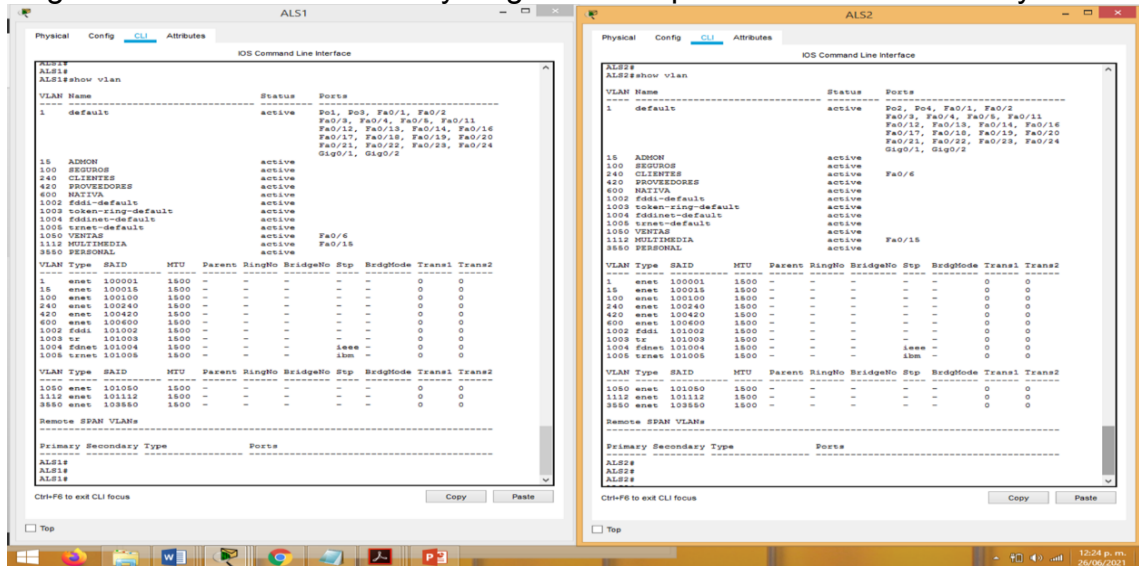 ALS1
Physical Config CLI Attributes
IOS Command Line Interface
ALS1#
ALS1#
ALS1#show vlan
VLAN Name Status Ports
---- -------------------------------- --------- -------------------------------
1 default active Po1, Po3, Fa0/1, Fa0/2
Fa0/3, Fa0/4, Fa0/5, Fa0/11
Fa0/12, Fa0/13, Fa0/14, Fa0/16
Fa0/17, Fa0/18, Fa0/19, Fa0/20
Fa0/21, Fa0/22, Fa0/23, Fa0/24
Gig0/1, Gig0/2
15 ADMON active
100 SEGUROS active
240 CLIENTES active
420 PROVEEDORES active
600 NATIVA active
1002 fddi-default active
1003 token-ring-default active
1004 fddinet-default active
1005 trnet-default active
1050 VENTAS active Fa0/6
1112 MULTIMEDIA active Fa0/15
3550 PERSONAL active
VLAN Type SAID MTU Parent RingNo BridgeNo Stp BrdgMode Trans1 Trans2
---- ----- ---------- ----- ------ ------ -------- ---- -------- ------ ------
1 enet 100001 1500 - - - - - 0 0
15 enet 100015 1500 - - - - - 0 0
100 enet 100100 1500 - - - - - 0 0
240 enet 100240 1500 - - - - - 0 0
420 enet 100420 1500 - - - - - 0 0
600 enet 100600 1500 - - - - - 0 0
1002 fddi 101002 1500 - - - - - 0 0
1003 tr 101003 1500 - - - - - 0 0
1004 fdnet 101004 1500 - - - ieee - 0 0
1005 trnet 101005 1500 - - - ibm - 0 0
VLAN Type SAID MTU Parent RingNo BridgeNo Stp BrdgMode Trans1 Trans2
---- ----- ---------- ----- ------ ------ -------- ---- -------- ------ ------
1050 enet 101050 1500 - - - - - 0 0
1112 enet 101112 1500 - - - - - 0 0
3550 enet 103550 1500 - - - - - 0 0
Remote SPAN VLANs
------------------------------------------------------------------------------
Primary Secondary Type Ports
------- --------- ----------------- ------------------------------------------
ALS1#
ALS1#
ALS1#
Ctrl+F6 to exit CLI focus Copy Paste
Top
ALS2
Physical Config CLI Attributes
IOS Command Line Interface
ALS2#
ALS2#show vlan
VLAN Name Status Ports
---- -------------------------------- --------- -------------------------------
1 default active Po2, Po4, Fa0/1, Fa0/2
Fa0/3, Fa0/4, Fa0/5, Fa0/11
Fa0/12, Fa0/13, Fa0/14, Fa0/16
Fa0/17, Fa0/18, Fa0/19, Fa0/20
Fa0/21, Fa0/22, Fa0/23, Fa0/24
Gig0/1, Gig0/2
15 ADMON active
100 SEGUROS active
240 CLIENTES active Fa0/6
420 PROVEEDORES active
600 NATIVA active
1002 fddi-default active
1003 token-ring-default active
1004 fddinet-default active
1005 trnet-default active
1050 VENTAS active
1112 MULTIMEDIA active Fa0/15
3550 PERSONAL active
VLAN Type SAID MTU Parent RingNo BridgeNo Stp BrdgMode Trans1 Trans2
---- ----- ---------- ----- ------ ------ -------- ---- -------- ------ ------
1 enet 100001 1500 - - - - - 0 0
15 enet 100015 1500 - - - - - 0 0
100 enet 100100 1500 - - - - - 0 0
240 enet 100240 1500 - - - - - 0 0
420 enet 100420 1500 - - - - - 0 0
600 enet 100600 1500 - - - - - 0 0
1002 fddi 101002 1500 - - - - - 0 0
1003 tr 101003 1500 - - - - - 0 0
1004 fdnet 101004 1500 - - - ieee - 0 0
1005 trnet 101005 1500 - - - ibm - 0 0
VLAN Type SAID MTU Parent RingNo BridgeNo Stp BrdgMode Trans1 Trans2
---- ----- ---------- ----- ------ ------ -------- ---- -------- ------ ------
1050 enet 101050 1500 - - - - - 0 0
1112 enet 101112 1500 - - - - - 0 0
3550 enet 103550 1500 - - - - - 0 0
Remote SPAN VLANs
------------------------------------------------------------------------------
Primary Secondary Type Ports
------- --------- ----------------- ------------------------------------------
ALS2#
ALS2#
ALS2#
Ctrl+F6 to exit CLI focus Copy Paste
Top
12:24 p. m.
26/06/2021